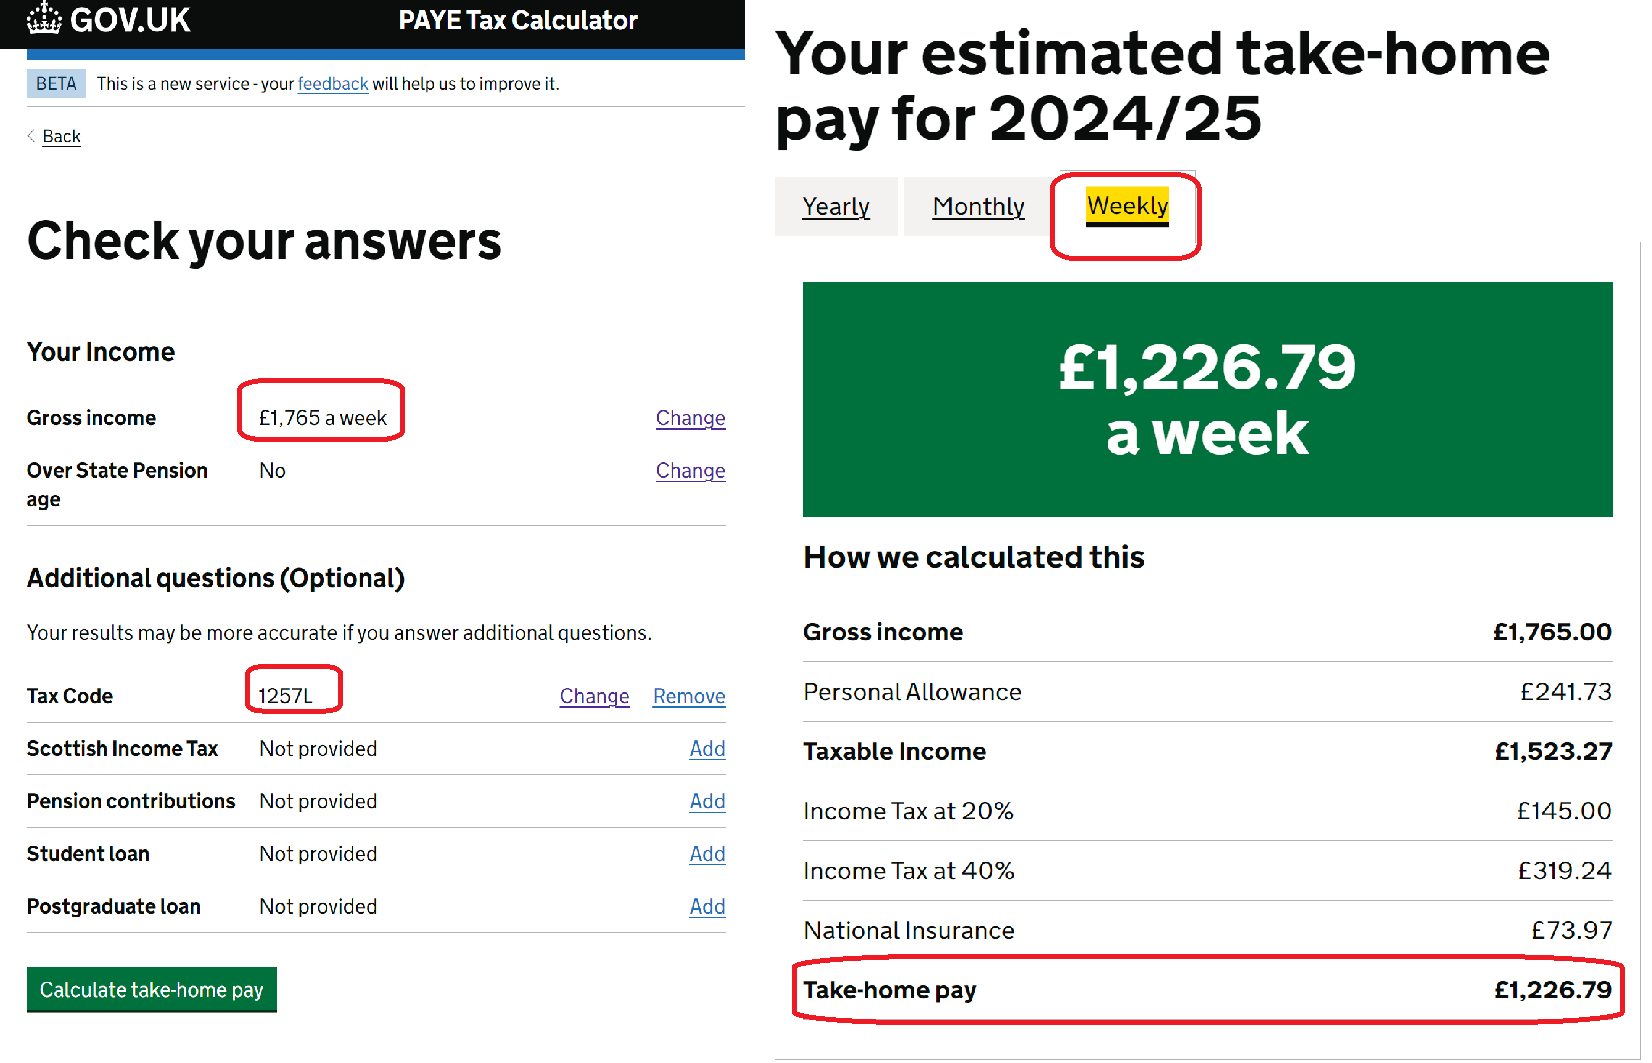 GOV.UK PAYE Tax Calculator
BETA This is a new service - your feedback will help us to improve it.
Back
Check your answers
Your Income
Gross income £1,765 a week Change
Over State Pension No Change
age
Additional questions (Optional)
Your results may be more accurate if you answer additional questions.
Tax Code 1257L Change Remove
Scottish Income Tax Not provided Add
Pension contributions Not provided Add
Student loan Not provided Add
Postgraduate loan Not provided Add
Calculate take-home pay
Your estimated take-home
pay for 2024/25
Yearly Monthly Weekly
£1,226.79
a week
How we calculated this
Gross income £1,765.00
Personal Allowance £241.73
Taxable Income £1,523.27
Income Tax at 20% £145.00
Income Tax at 40% £319.24
National Insurance £73.97
Take-home pay £1,226.79